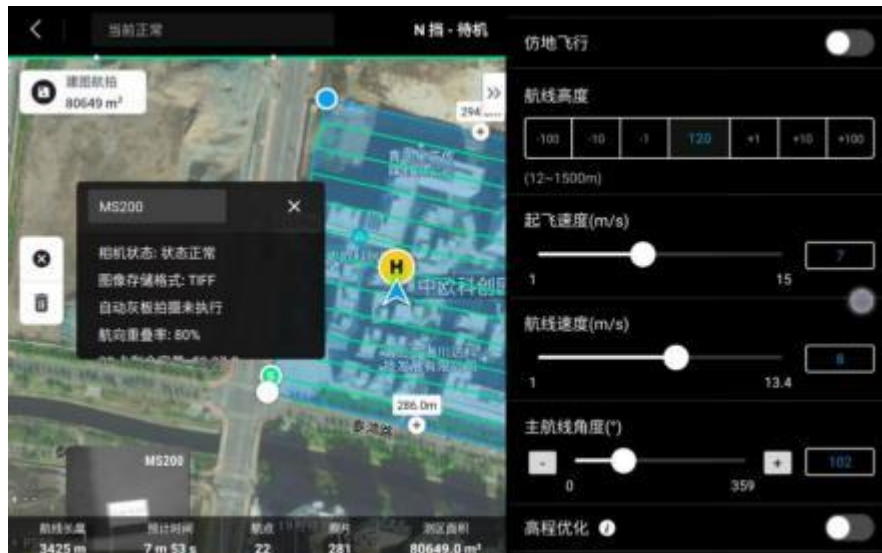 当前正常
N 挡 - 待机
建图航拍
80649 m²
MS200
相机状态: 状态正常
图像存储格式: TIFF
自动灰板拍摄未执行
航向重叠率: 80%
中欧科创
286.0m
泰鸿路
MS200
航线长度
预计时间
航点
照片
测区面积
3425 m
7 m 53 s
22
281
80649.0 m²
仿地飞行
航线高度
-100
-10
-1
120
+1
+10
+100
(12~1500m)
起飞速度(m/s)
1
15
7
航线速度(m/s)
1
13.4
8
主航线角度(°)
-
+
0
359
102
高程优化